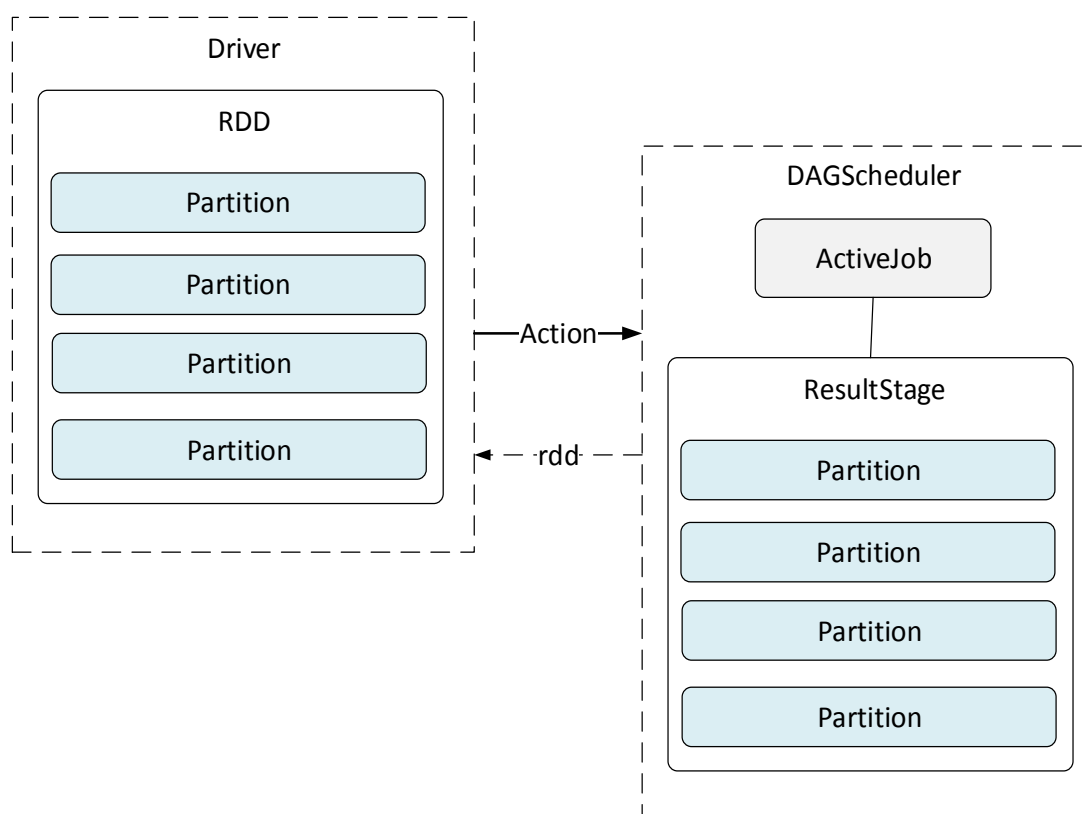 Driver
RDD
Partition
Partition
Partition
Partition
Action
rdd
DAGScheduler
ActiveJob
ResultStage
Partition
Partition
Partition
Partition